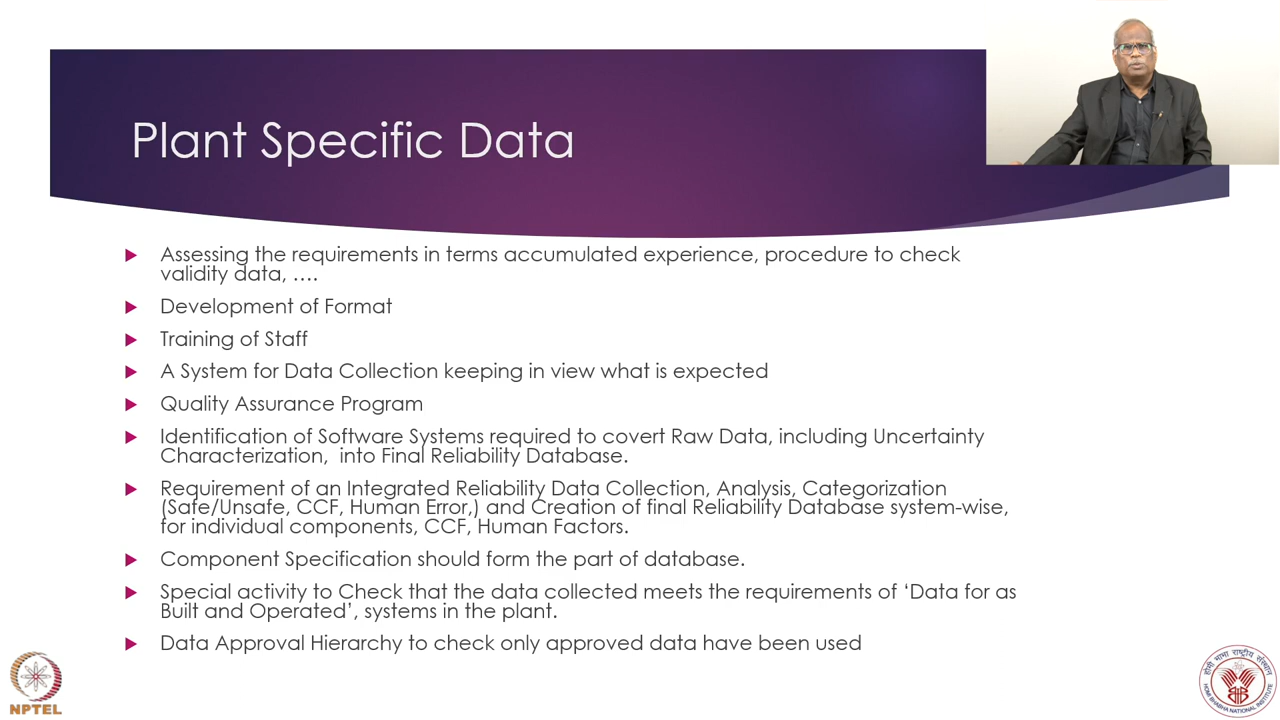 Plant Specific Data
Assessing the requirements in terms accumulated experience, procedure to check
validity data, ….
Development of Format
Training of Staff
A System for Data Collection keeping in view what is expected
Quality Assurance Program
Identification of Software Systems required to covert Raw Data, including Uncertainty
Characterization, into Final Reliability Database.
Requirement of an Integrated Reliability Data Collection, Analysis, Categorization
(Safe/Unsafe, CCF, Human Error,) and Creation of final Reliability Database system-wise,
for individual components, CCF, Human Factors.
Component Specification should form the part of database.
Special activity to Check that the data collected meets the requirements of ‘Data for as
Built and Operated’, systems in the plant.
Data Approval Hierarchy to check only approved data have been used
NPTEL
होमी भाभा राष्ट्रीय संस्थान
HOMI BHABHA NATIONAL INSTITUTE